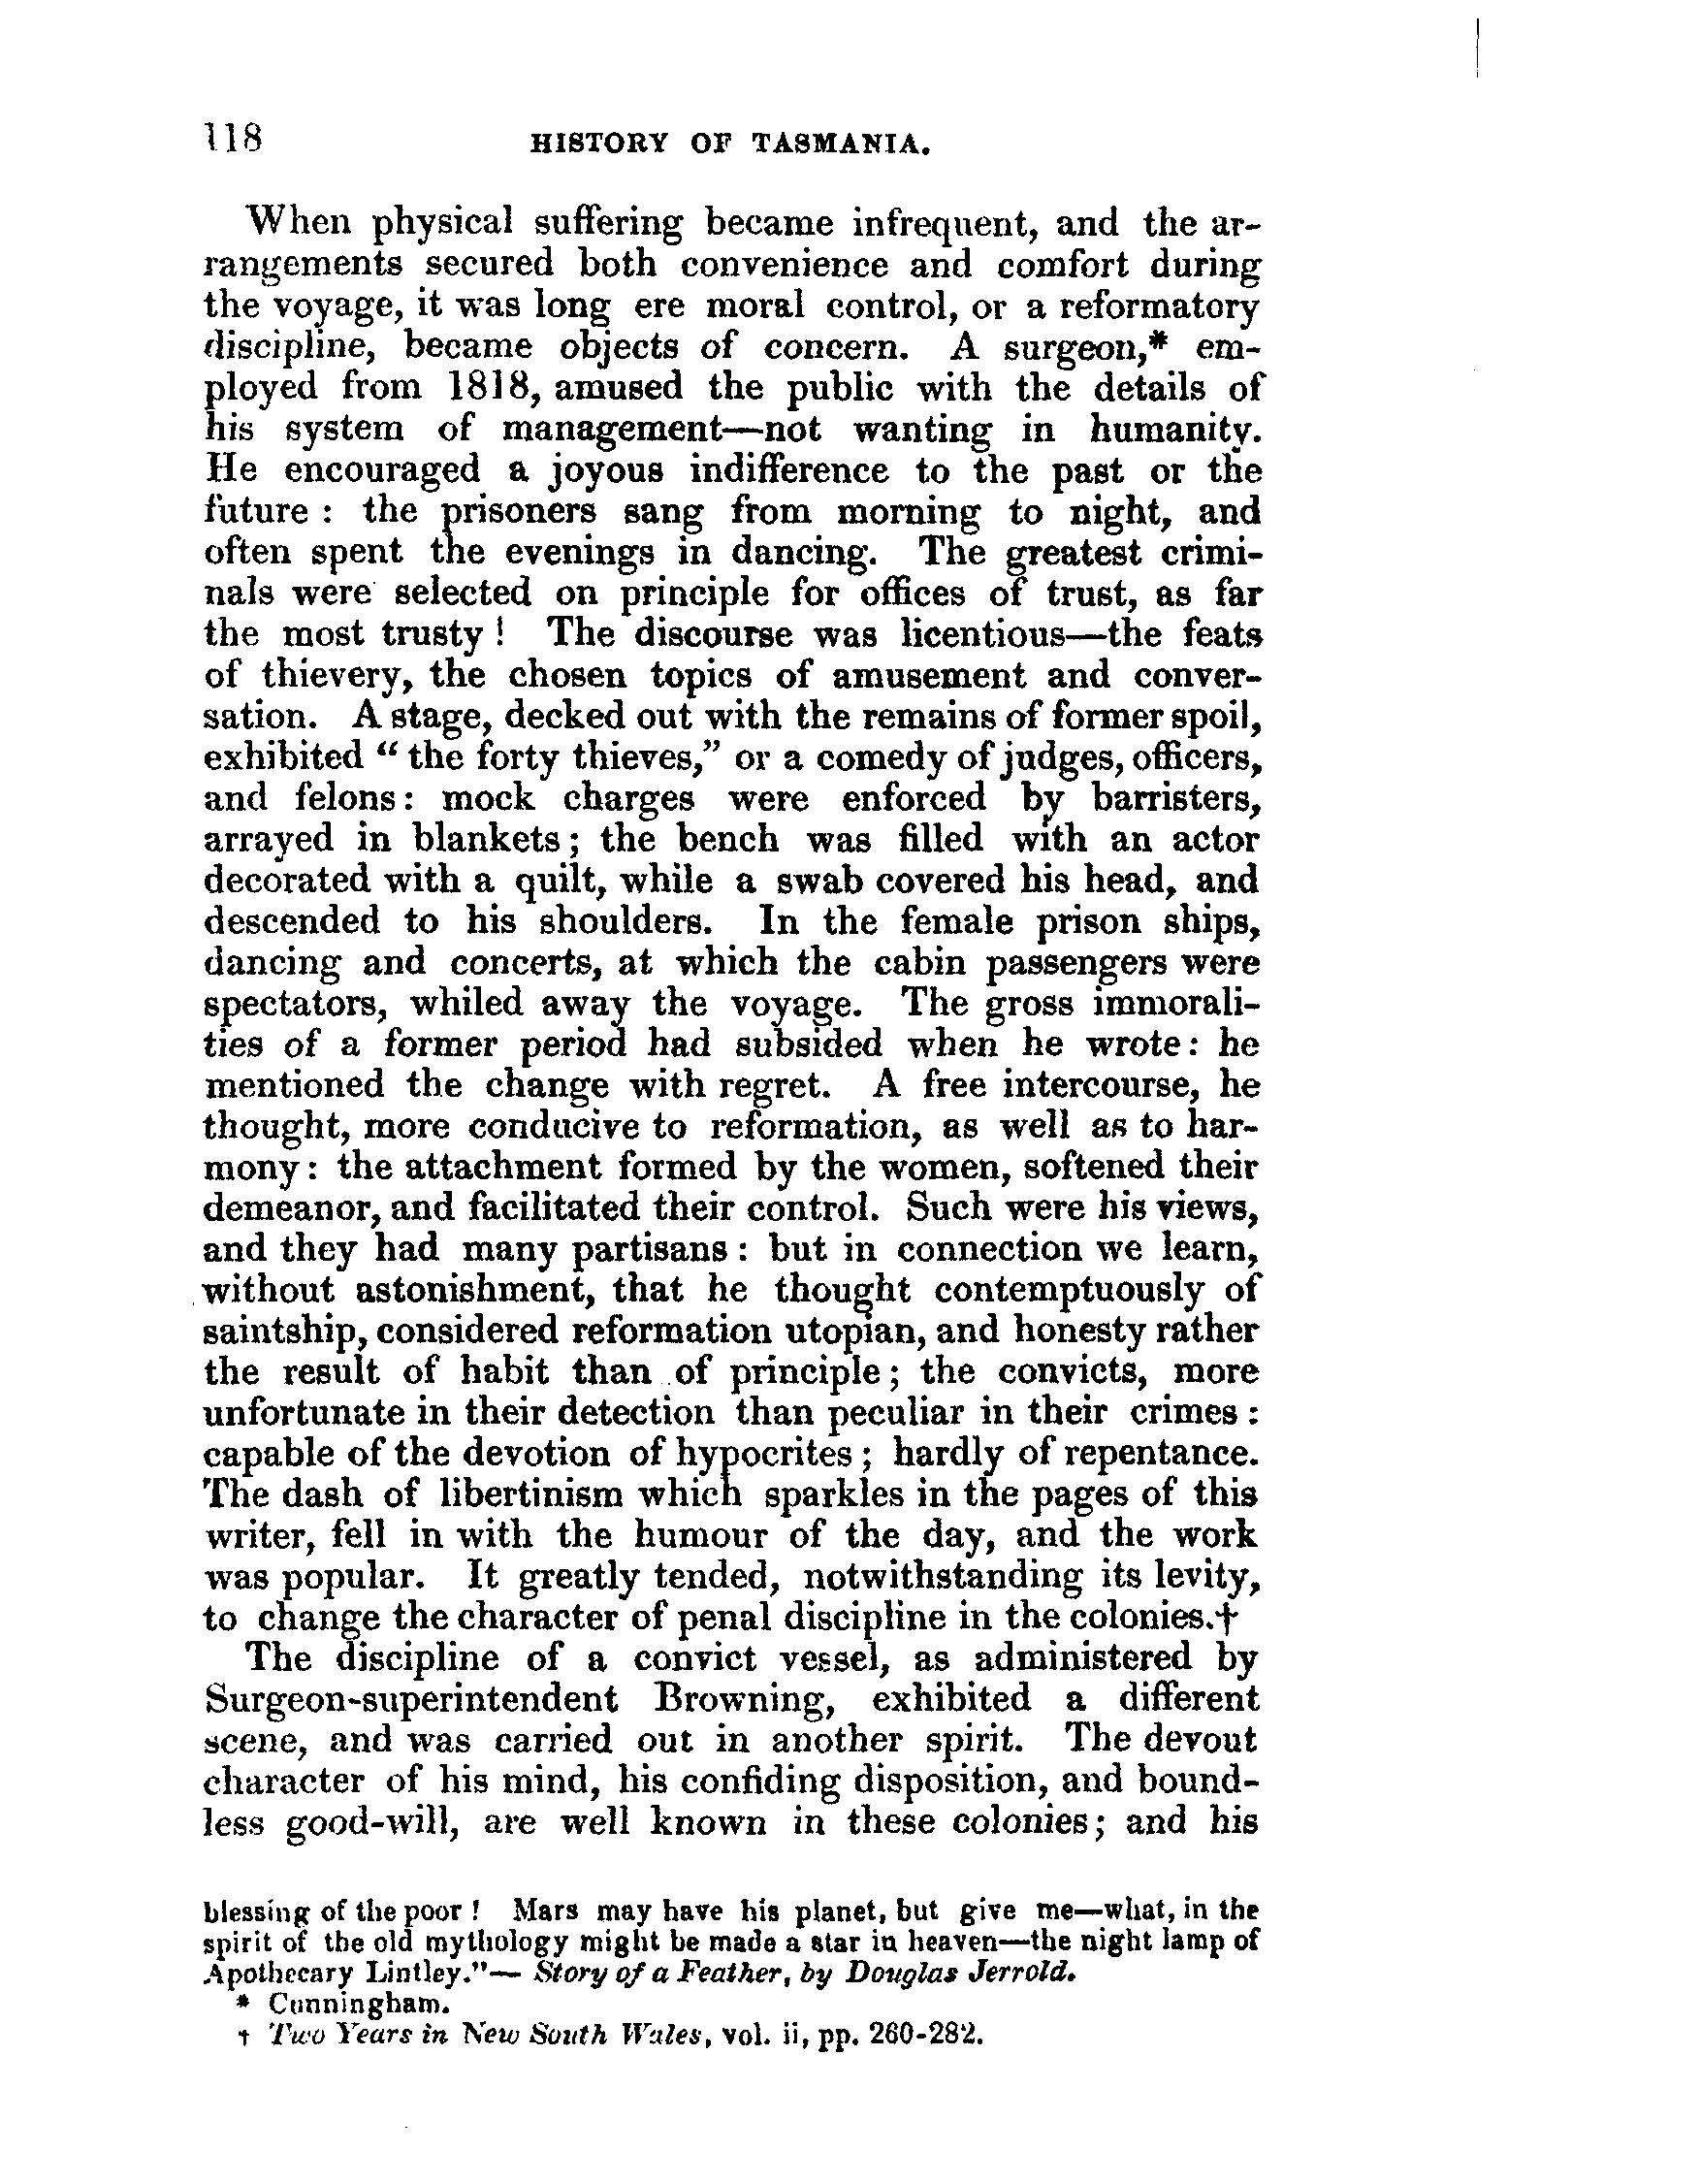 118 HISTORY OF TASMANIA.
When physical suffering became infrequent, and the ar-
rangements secured both convenience and comfort during
the voyage, it was long ere moral control, or a reformatory
discipline, became objects of concern. A surgeon,* em-
ployed from 1818, amused the public with the details of
his system of management—not wanting in humanity.
He encouraged a joyous indifference to the past or the
future : the prisoners sang from morning to night, and
often spent the evenings in dancing. The greatest crimi-
nals were selected on principle for offices of trust, as far
the most trusty ! The discourse was licentious—the feats
of thievery, the chosen topics of amusement and conver-
sation. A stage, decked out with the remains of former spoil,
exhibited “ the forty thieves,” or a comedy of judges, officers,
and felons : mock charges were enforced by barristers,
arrayed in blankets ; the bench was filled with an actor
decorated with a quilt, while a swab covered his head, and
descended to his shoulders. In the female prison ships,
dancing and concerts, at which the cabin passengers were
spectators, whiled away the voyage. The gross immorali-
ties of a former period had subsided when he wrote : he
mentioned the change with regret. A free intercourse, he
thought, more conducive to reformation, as well as to har-
mony : the attachment formed by the women, softened their
demeanor, and facilitated their control. Such were his views,
and they had many partisans : but in connection we learn,
without astonishment, that he thought contemptuously of
saintship, considered reformation utopian, and honesty rather
the result of habit than of principle ; the convicts, more
unfortunate in their detection than peculiar in their crimes :
capable of the devotion of hypocrites ; hardly of repentance.
The dash of libertinism which sparkles in the pages of this
writer, fell in with the humour of the day, and the work
was popular. It greatly tended, notwithstanding its levity,
to change the character of penal discipline in the colonies.†
The discipline of a convict vessel, as administered by
Surgeon-superintendent Browning, exhibited a different
scene, and was carried out in another spirit. The devout
character of his mind, his confiding disposition, and bound-
less good-will, are well known in these colonies ; and his
blessing of the poor ! Mars may have his planet, but give me—what, in the
spirit of the old mythology might be made a star in heaven—the night lamp of
Apothecary Lintley."— Story of a Feather, by Douglas Jerrold.
* Cunningham.
† Two Years in New South Wales, vol. ii, pp. 260-282.